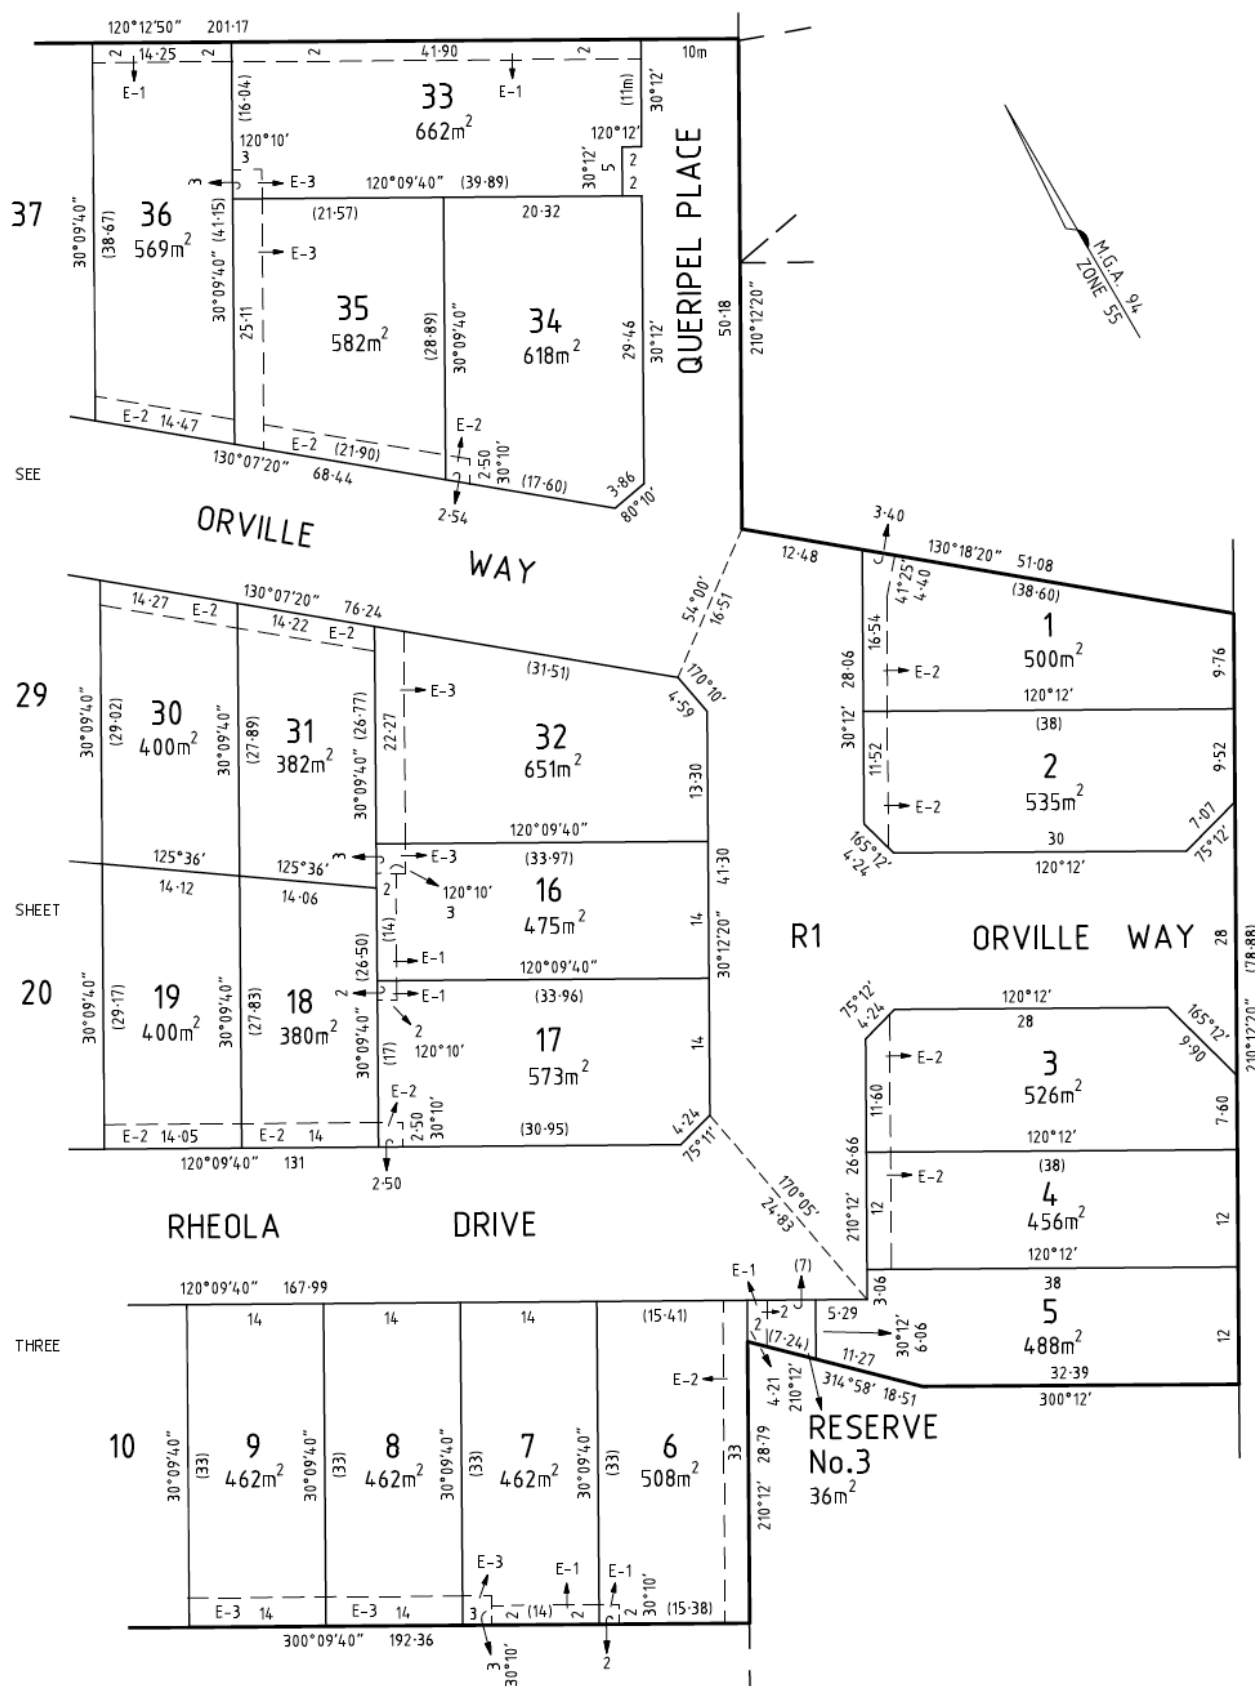 120°12'50" 201·17
2 14·25 2 2 41·90 2 10m
E-1 E-1
(16·04) 33 (11m) 30°12'
662m²
120°10' 3 120°12'
30°12' 5 2 2
3 E-3 120°09'40" (39·89)
QUERIPEL PLACE
M.G.A. 94
ZONE 55
37 30°09'40" (38·67) 36 30°09'40" (41·15)
569m²
(21·57) 20·32
E-3
25·11 35 (28·89) 30°09'40" 34 29·46 30°12' 50·18 210°12'20"
582m² 618m²
E-2 14·47 E-2 (21·90) E-2 2·50 30°10' (17·60) 3·86 80°10'
130°07'20" 68·44
2·54
SEE
ORVILLE WAY
3·40
12·48 130°18'20" 51·08
41°25' 4·40 (38·60)
54°00' 16·51
130°07'20" 76·24
14·27 E-2 14·22 E-2
(31·51) 170°10' 4·59
16·54 1 9·76
500m²
28·06 E-2 120°12'
29 30°09'40" (29·02) 30 30°09'40" (27·89) 31 30°09'40" (26·77) 22·27 E-3 32 13·30
400m² 382m² 651m²
30°12' (38)
11·52 2 9·52
535m²
E-2
165°12' 4·24 30 120°12' 7·07 75°12'
120°09'40"
125°36' 125°36' 3 E-3 (33·97)
14·12 14·06 2 2 120°10' 3
16 41·30
475m²
SHEET
(14) 14 30°12'20"
R1 ORVILLE WAY 28 (78·88)
(26·50) E-1 120°09'40"
20 30°09'40" (29·17) 19 30°09'40" (27·83) 18 2 E-1 (33·96)
400m² 380m²
30°09'40" (17) 2 120°10' 17 14
573m²
75°12' 4·24 120°12' 28 165°12' 9·90 210°12'20"
E-2 3
526m²
11·60 7·60
E-2 14·05 E-2 14 E-2 2·50 30°10' (30·95) 4·24 75°11'
120°09'40" 131
2·50
120°12'
26·66 (38)
E-2 4
456m²
210°12' 12 12
120°12'
170°05' 24·83
RHEOLA DRIVE
120°09'40" 167·99
E-1 (7) 3·06 38
14 14 14 (15·41) 2 2 5·29 5
488m²
30°12' 6·06 12
(7·24) 11·27
314°58' 18·51 32·39
300°12'
THREE
E-2 4·21 210°12'
RESERVE
No.3
36m²
10 30°09'40" (33) 9 30°09'40" (33) 8 30°09'40" (33) 7 30°09'40" (33) 6 33 28·79 210°12'
462m² 462m² 462m² 508m²
E-3 E-1 E-1 30°10'
E-3 14 E-3 14 3 2 (14) 2 2 (15·38)
300°09'40" 192·36
3 30°10' 2